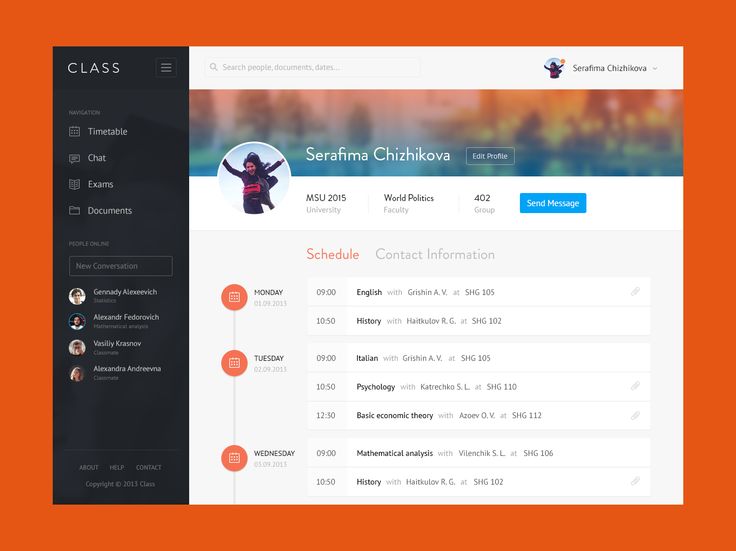 CLASS
Search people, documents, dates...
Serafima Chizhikova
NAVIGATION
Timetable
Chat
Exams
Documents
PEOPLE ONLINE
New Conversation
Gennady Alexeevich
Statistics
Alexandr Fedorovich
Mathematical analysis
Vasiliy Krasnov
Classmate
Alexandra Andreevna
Classmate
ABOUT HELP CONTACT
Copyright © 2013 Class
Serafima Chizhikova Edit Profile
MSU 2015 World Politics 402 Send Message
University Faculty Group
Schedule Contact Information
MONDAY
01.09.2013
09:00 English with Grishin A. V. at SHG 105
10:50 History with Haitkulov R. G. at SHG 102
TUESDAY
02.09.2013
09:00 Italian with Grishin A. V. at SHG 105
10:50 Psychology with Katrechko S. L. at SHG 110
12:30 Basic economic theory with Azoev O. V. at SHG 112
WEDNESDAY
03.09.2013
09:00 Mathematical analysis with Vilenchik S. L. at SHG 106
10:50 History with Haitkulov R. G. at SHG 102